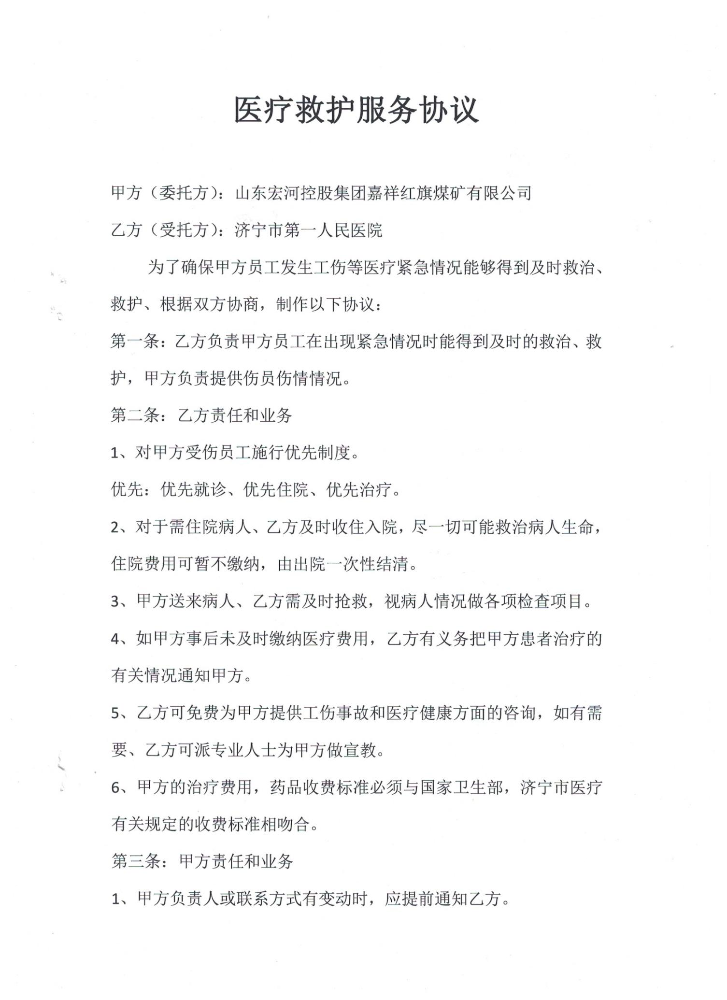 医疗救护服务协议
甲方（委托方）：山东宏河控股集团嘉祥红旗煤矿有限公司
乙方（受托方）：济宁市第一人民医院
为了确保甲方员工发生工伤等医疗紧急情况能够得到及时救治、
救护、根据双方协商，制作以下协议：
第一条：乙方负责甲方员工在出现紧急情况时能得到及时的救治、救
护，甲方负责提供伤员伤情情况。
第二条：乙方责任和业务
1、对甲方受伤员工施行优先制度。
优先：优先就诊、优先住院、优先治疗。
2、对于需住院病人、乙方及时收住入院，尽一切可能救治病人生命，
住院费用可暂不缴纳，由出院一次性结清。
3、甲方送来病人、乙方需及时抢救，视病人情况做各项检查项目。
4、如甲方事后未及时缴纳医疗费用，乙方有义务把甲方患者治疗的
有关情况通知甲方。
5、乙方可免费为甲方提供工伤事故和医疗健康方面的咨询，如有需
要、乙方可派专业人士为甲方做宣教。
6、甲方的治疗费用，药品收费标准必须与国家卫生部，济宁市医疗
有关规定的收费标准相吻合。
第三条：甲方责任和业务
1、甲方负责人或联系方式有变动时，应提前通知乙方。